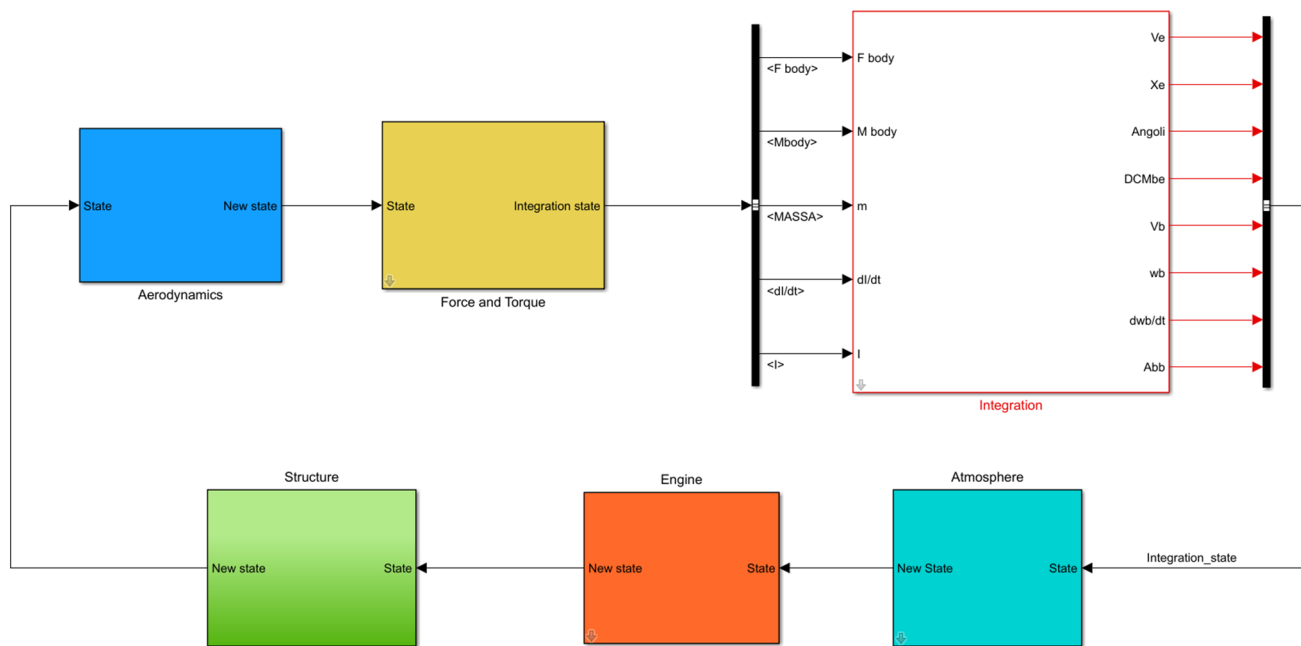 State
New state
Aerodynamics
State
Integration state
Force and Torque
<F body>
<Mbody>
<MASSA>
<dI/dt>
<I>
F body
M body
m
dI/dt
I
Ve
Xe
Angoli
DCMbe
Vb
wb
dwb/dt
Abb
Integration
Structure
New state
State
Engine
New state
State
Atmosphere
New State
State
Integration_state